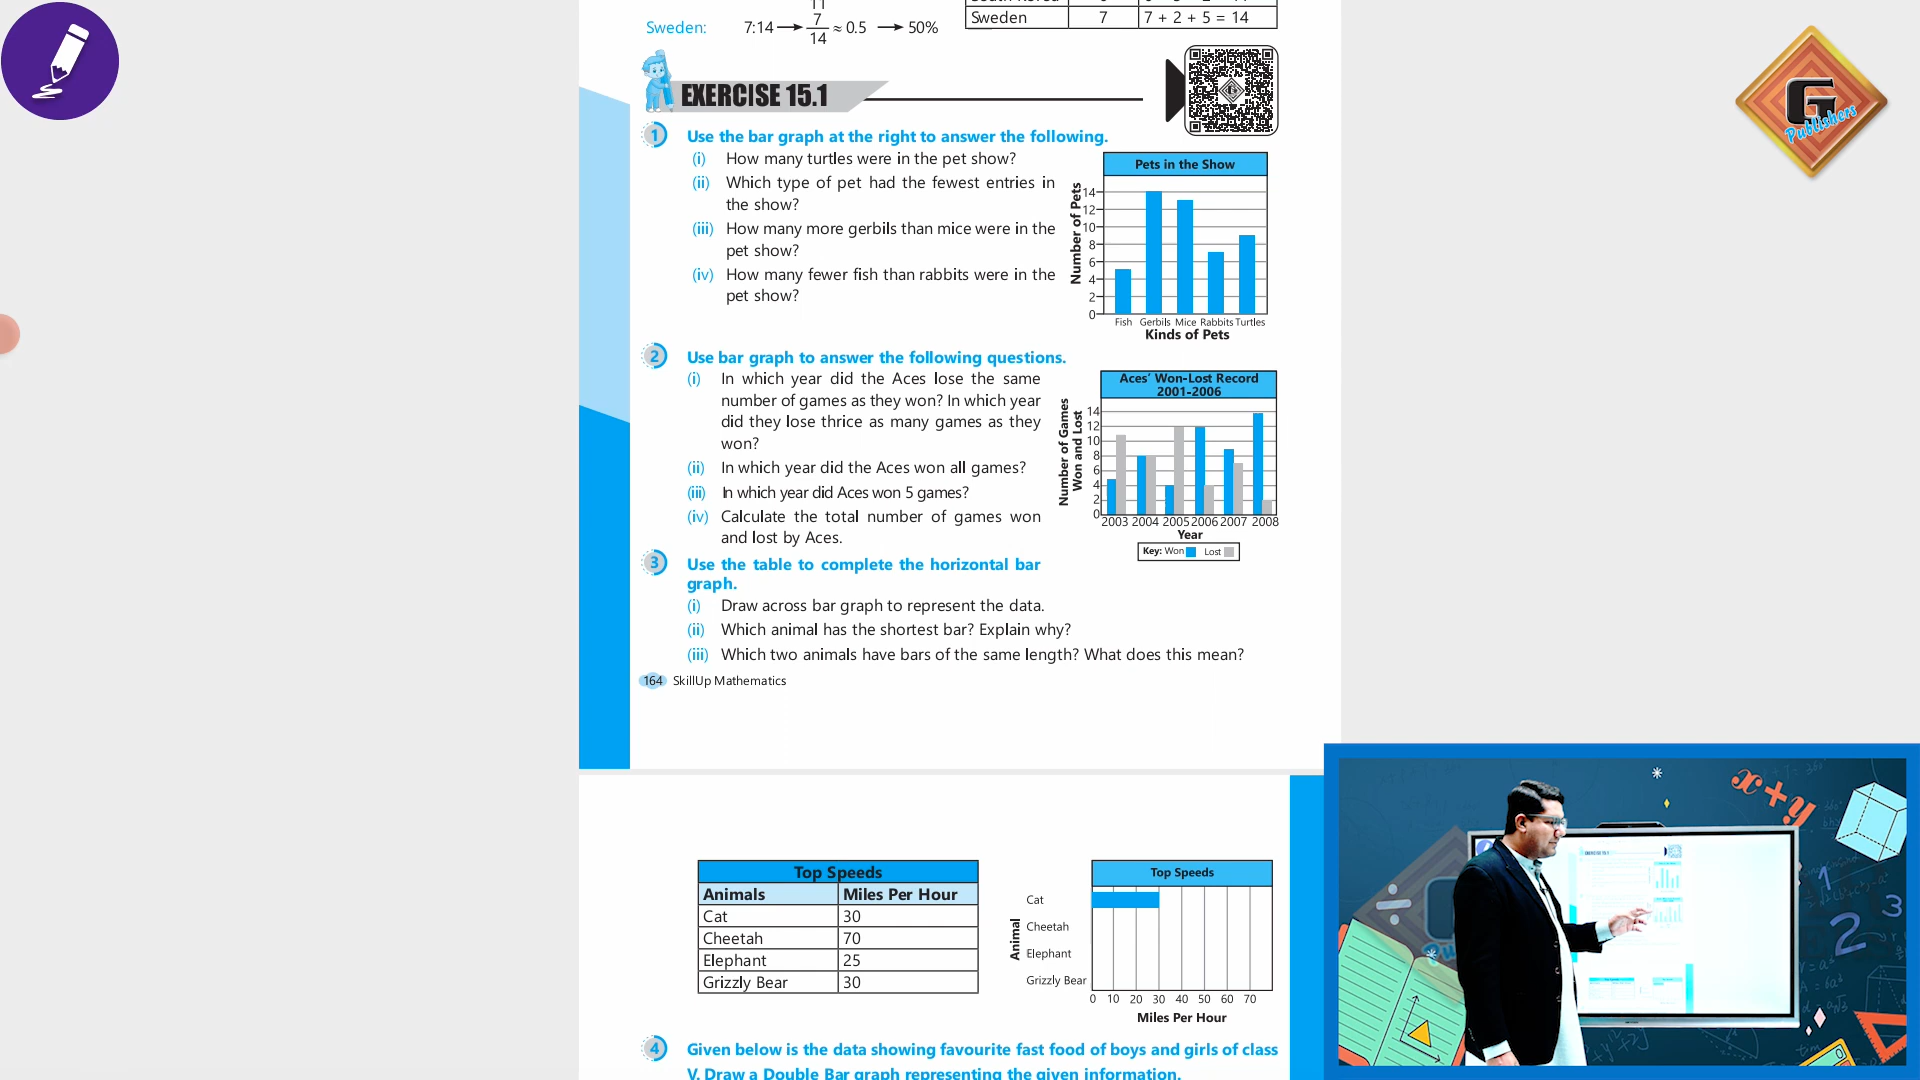 Sweden: 7:14 → 7/14 ≈ 0.5 → 50%
Sweden 7 7 + 2 + 5 = 14
EXERCISE 15.1
G Publishers
1 Use the bar graph at the right to answer the following.
(i) How many turtles were in the pet show?
(ii) Which type of pet had the fewest entries in
the show?
(iii) How many more gerbils than mice were in the
pet show?
(iv) How many fewer fish than rabbits were in the
pet show?
Pets in the Show
Number of Pets
14
12
10
8
6
4
2
0
Fish Gerbils Mice Rabbits Turtles
Kinds of Pets
2 Use bar graph to answer the following questions.
(i) In which year did the Aces lose the same
number of games as they won? In which year
did they lose thrice as many games as they
won?
(ii) In which year did the Aces won all games?
(iii) In which year did Aces won 5 games?
(iv) Calculate the total number of games won
and lost by Aces.
Aces’ Won-Lost Record
2001-2006
Number of Games
Won and Lost
14
12
10
8
6
4
2
0
2003 2004 2005 2006 2007 2008
Year
Key: Won Lost
3 Use the table to complete the horizontal bar
graph.
(i) Draw across bar graph to represent the data.
(ii) Which animal has the shortest bar? Explain why?
(iii) Which two animals have bars of the same length? What does this mean?
164 SkillUp Mathematics
Top Speeds
Animals Miles Per Hour
Cat 30
Cheetah 70
Elephant 25
Grizzly Bear 30
Top Speeds
Animal
Cat
Cheetah
Elephant
Grizzly Bear
0 10 20 30 40 50 60 70
Miles Per Hour
4 Given below is the data showing favourite fast food of boys and girls of class
V. Draw a Double Bar graph representing the given information.
x+y
1
2
3
EXERCISE 15.1